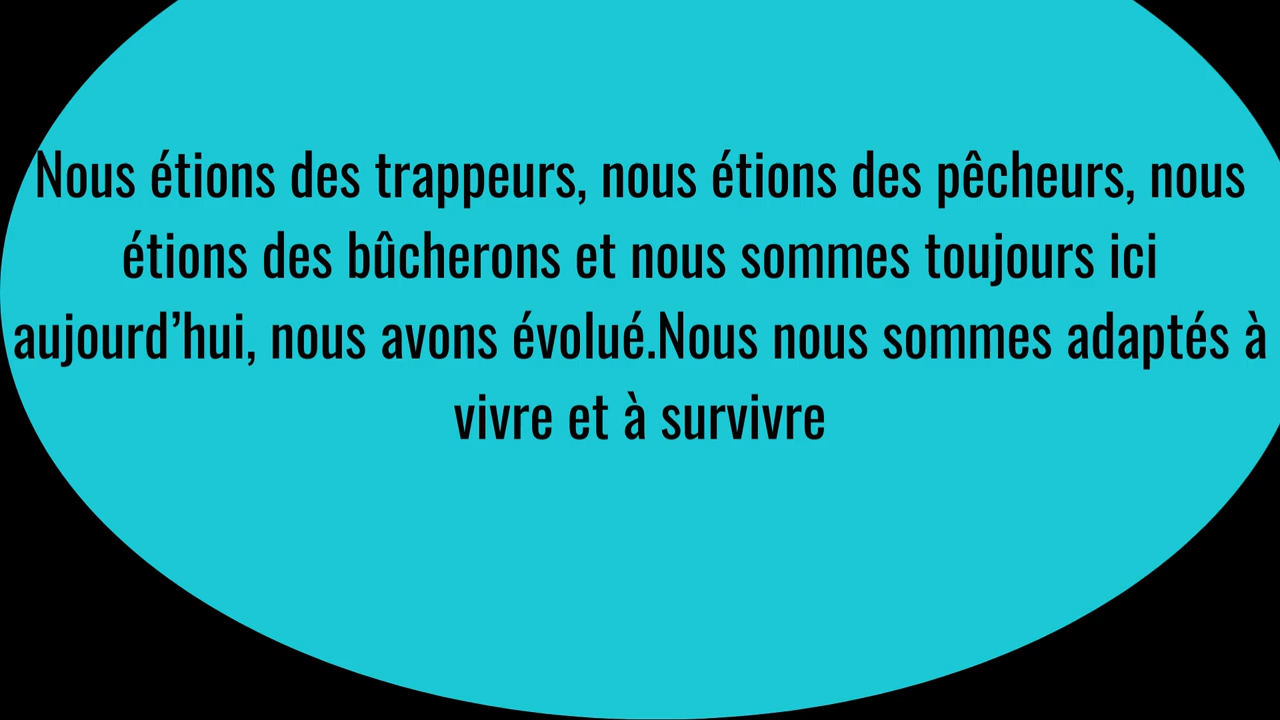 Nous étions des trappeurs, nous étions des pêcheurs, nous
étions des bûcherons et nous sommes toujours ici
aujourd’hui, nous avons évolué.Nous nous sommes adaptés à
vivre et à survivre